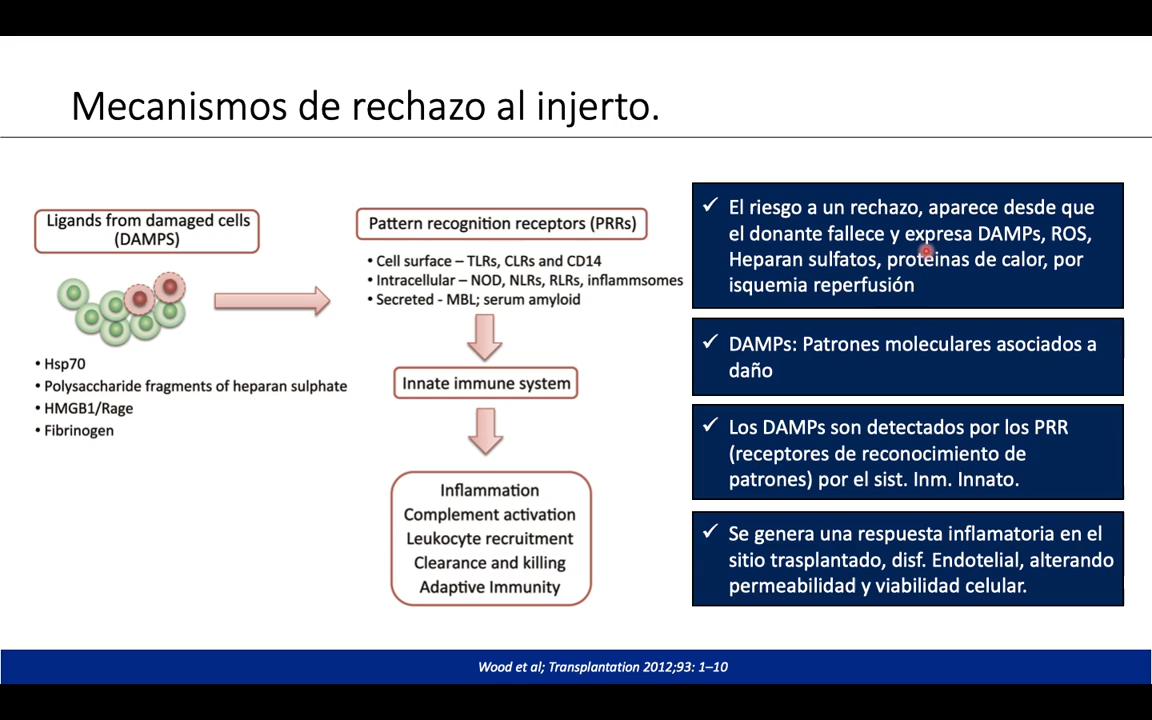 Mecanismos de rechazo al injerto.
Ligands from damaged cells
(DAMPS)
• Hsp70
• Polysaccharide fragments of heparan sulphate
• HMGB1/Rage
• Fibrinogen
Pattern recognition receptors (PRRs)
• Cell surface – TLRs, CLRs and CD14
• Intracellular – NOD, NLRs, RLRs, inflammsomes
• Secreted - MBL; serum amyloid
Innate immune system
Inflammation
Complement activation
Leukocyte recruitment
Clearance and killing
Adaptive Immunity
✓ El riesgo a un rechazo, aparece desde que
el donante fallece y expresa DAMPs, ROS,
Heparan sulfatos, proteínas de calor, por
isquemia reperfusión
✓ DAMPs: Patrones moleculares asociados a
daño
✓ Los DAMPs son detectados por los PRR
(receptores de reconocimiento de
patrones) por el sist. Inm. Innato.
✓ Se genera una respuesta inflamatoria en el
sitio trasplantado, disf. Endotelial, alterando
permeabilidad y viabilidad celular.
Wood et al; Transplantation 2012;93: 1–10